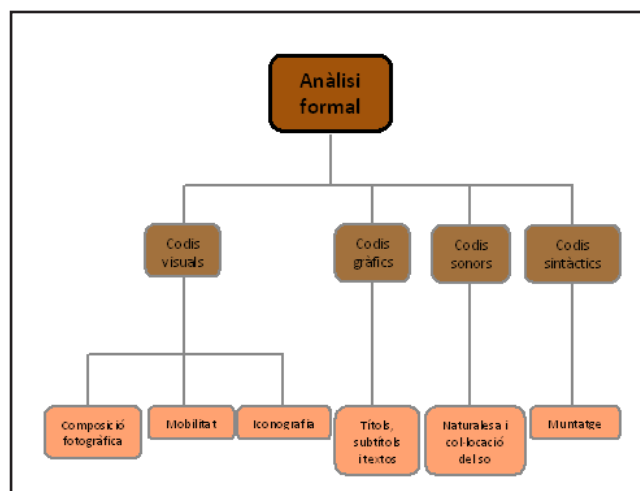 Anàlisi
formal
Codis
visuals
Codis
gràfics
Codis
sonors
Codis
sintàctics
Composició
fotogràfica
Mobilitat
Iconografia
Títols,
subtítols
i textos
Naturalesa i
col·locació
del so
Muntatge